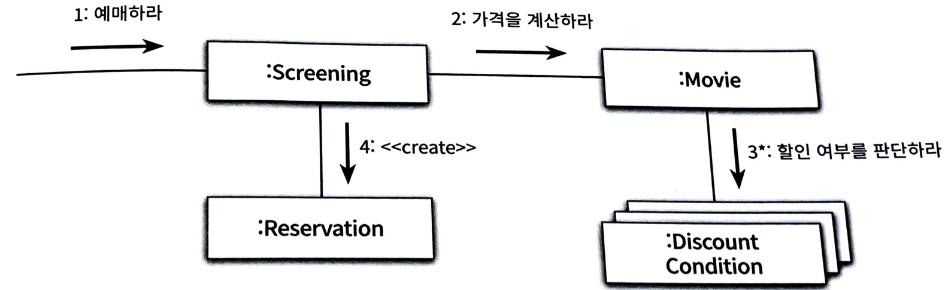 1: 예매하라
2: 가격을 계산하라
:Screening
:Movie
4: <<create>>
3*: 할인 여부를 판단하라
:Reservation
:Discount
Condition